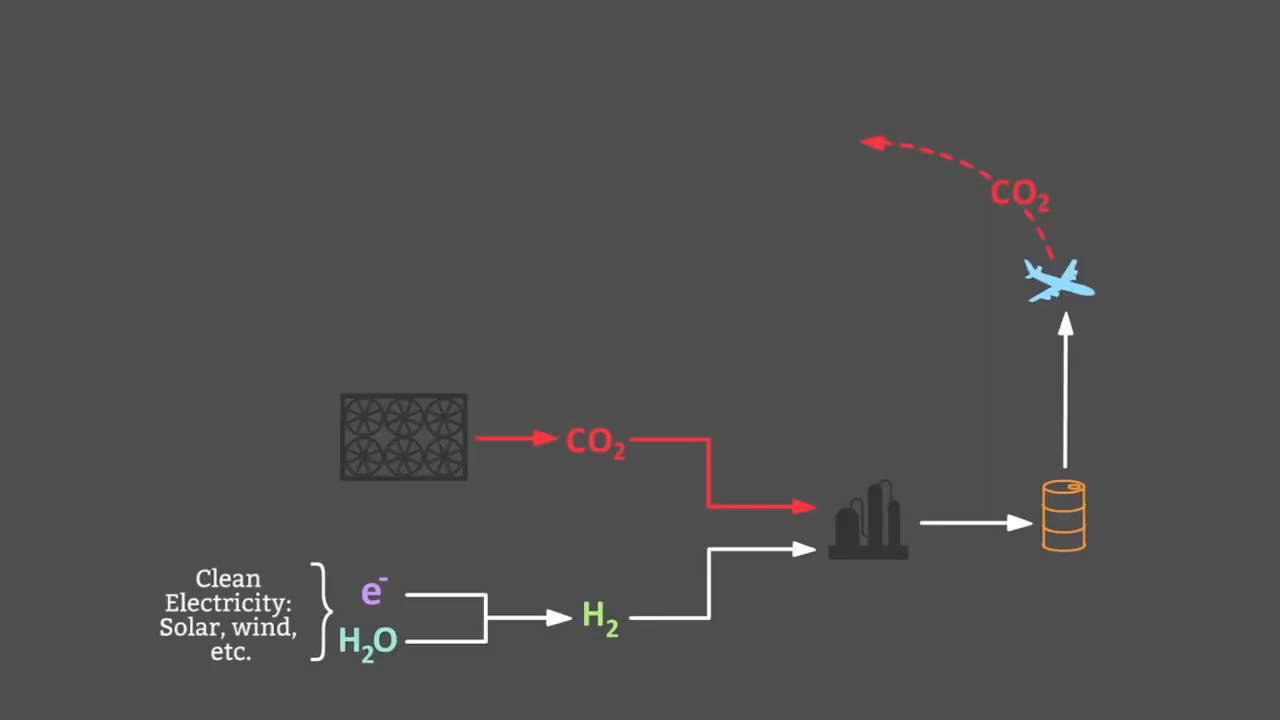 CO₂
CO₂
Clean
Electricity:
Solar, wind,
etc.
e⁻
H₂O
H₂